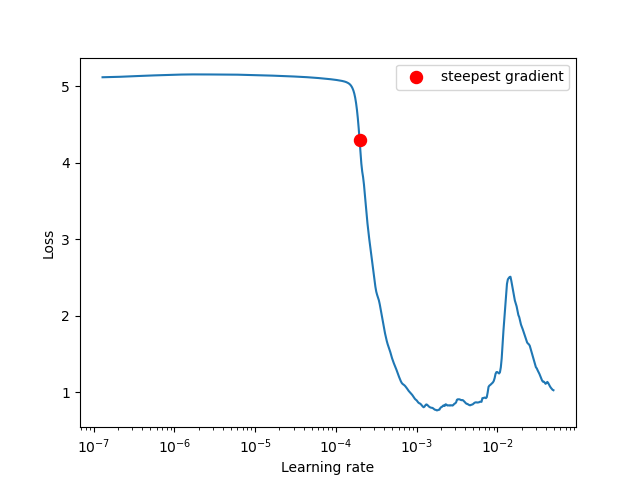 steepest gradient
Loss
5
4
3
2
1
10⁻⁷ 10⁻⁶ 10⁻⁵ 10⁻⁴ 10⁻³ 10⁻²
Learning rate